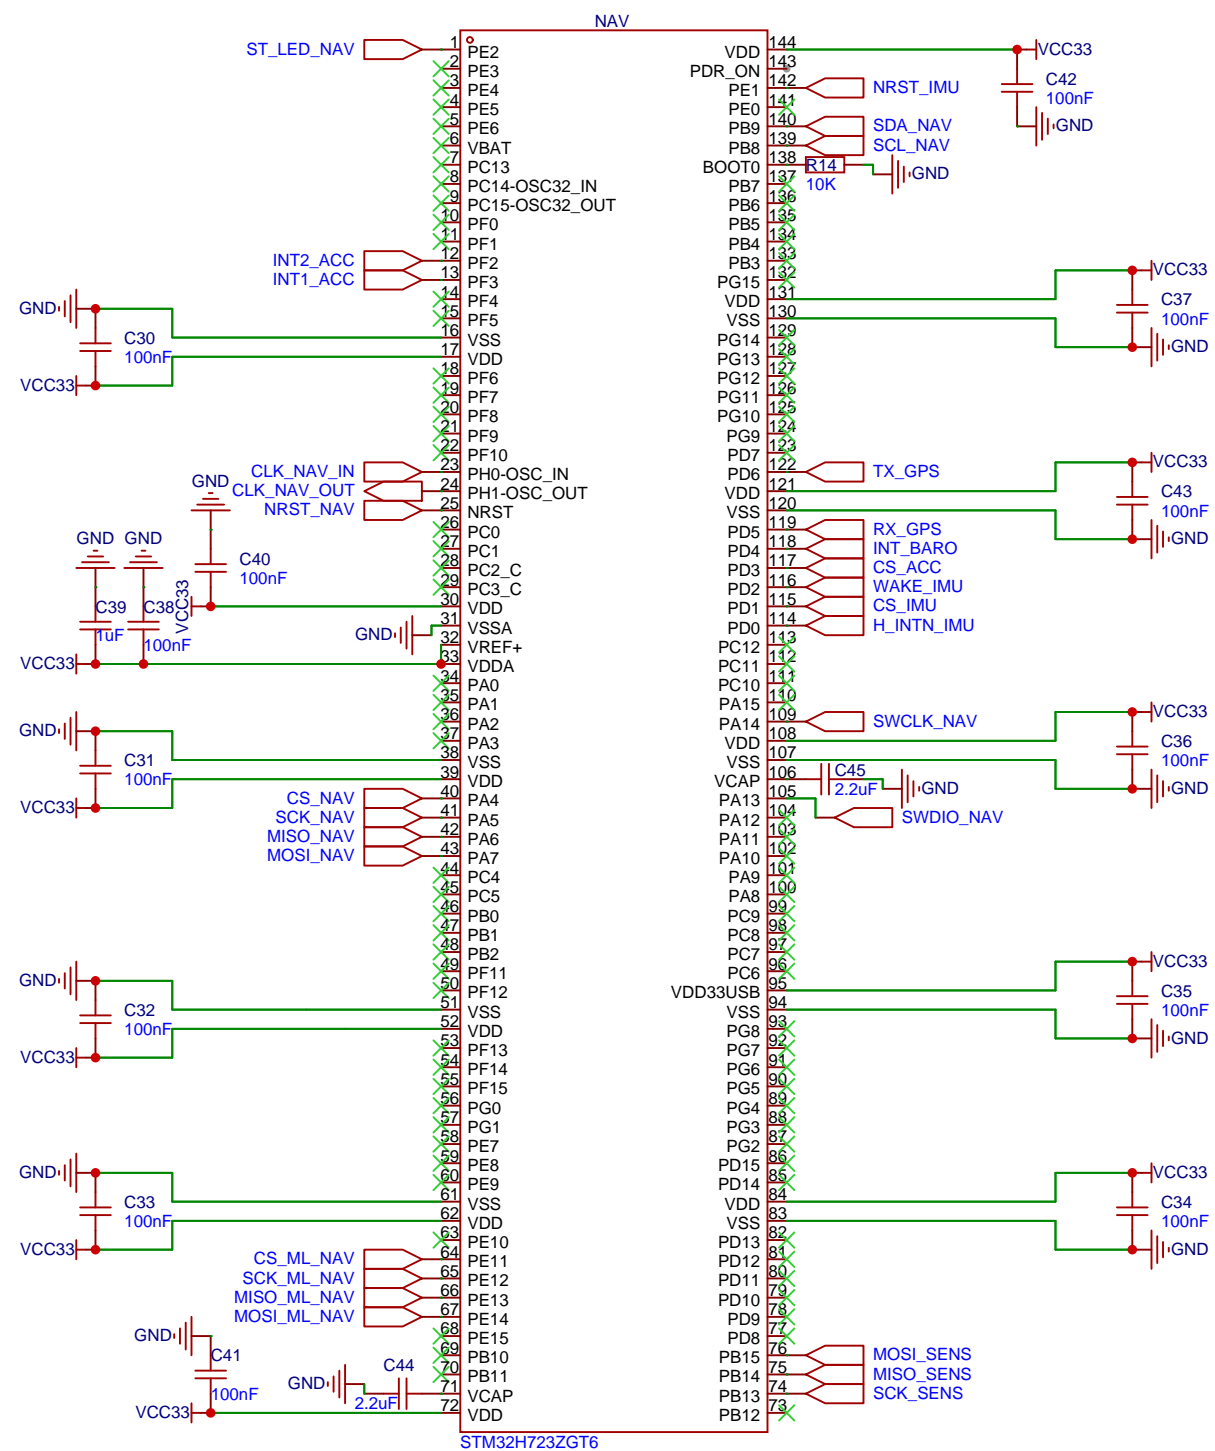 NAV
ST_LED_NAV
1 PE2
2 PE3
3 PE4
4 PE5
5 PE6
6 VBAT
7 PC13
8 PC14-OSC32_IN
9 PC15-OSC32_OUT
10 PF0
11 PF1
INT2_ACC 12 PF2
INT1_ACC 13 PF3
14 PF4
15 PF5
GND
C30
100nF
VCC33
16 VSS
17 VDD
18 PF6
19 PF7
20 PF8
21 PF9
22 PF10
CLK_NAV_IN 23 PH0-OSC_IN
CLK_NAV_OUT 24 PH1-OSC_OUT
NRST_NAV 25 NRST
26 PC0
27 PC1
28 PC2_C
29 PC3_C
GND
C40
100nF
VCC33
30 VDD
GND GND
C39
1uF
C38
100nF
VCC33
GND 31 VSSA
32 VREF+
33 VDDA
34 PA0
35 PA1
36 PA2
37 PA3
GND
C31
100nF
VCC33
38 VSS
39 VDD
CS_NAV 40 PA4
SCK_NAV 41 PA5
MISO_NAV 42 PA6
MOSI_NAV 43 PA7
44 PC4
45 PC5
46 PB0
47 PB1
48 PB2
49 PF11
50 PF12
GND
C32
100nF
VCC33
51 VSS
52 VDD
53 PF13
54 PF14
55 PF15
56 PG0
57 PG1
58 PE7
59 PE8
60 PE9
GND
C33
100nF
VCC33
61 VSS
62 VDD
63 PE10
CS_ML_NAV 64 PE11
SCK_ML_NAV 65 PE12
MISO_ML_NAV 66 PE13
MOSI_ML_NAV 67 PE14
68 PE15
69 PB10
70 PB11
GND
C41
100nF
VCC33
GND
C44
2.2uF
71 VCAP
72 VDD
VDD 144
VCC33
C42
100nF
GND
PDR_ON 143
PE1 142 NRST_IMU
PE0 141
PB9 140 SDA_NAV
PB8 139 SCL_NAV
BOOT0 138 R14
10K
GND
PB7 137
PB6 136
PB5 135
PB4 134
PB3 133
PG15 132
VDD 131
VSS 130
VCC33
C37
100nF
GND
PG14 129
PG13 128
PG12 127
PG11 126
PG10 125
PG9 124
PD7 123
PD6 122 TX_GPS
VDD 121
VSS 120
VCC33
C43
100nF
GND
PD5 119 RX_GPS
PD4 118 INT_BARO
PD3 117 CS_ACC
PD2 116 WAKE_IMU
PD1 115 CS_IMU
PD0 114 H_INTN_IMU
PC12 113
PC11 112
PC10 111
PA15 110
PA14 109 SWCLK_NAV
VDD 108
VSS 107
VCC33
C36
100nF
GND
VCAP 106
C45
2.2uF
GND
PA13 105
SWDIO_NAV
PA12 104
PA11 103
PA10 102
PA9 101
PA8 100
PC9 99
PC8 98
PC7 97
PC6 96
VDD33USB 95
VSS 94
VCC33
C35
100nF
GND
PG8 93
PG7 92
PG6 91
PG5 90
PG4 89
PG3 88
PG2 87
PD15 86
PD14 85
VDD 84
VSS 83
VCC33
C34
100nF
GND
PD13 82
PD12 81
PD11 80
PD10 79
PD9 78
PD8 77
PB15 76 MOSI_SENS
PB14 75 MISO_SENS
PB13 74 SCK_SENS
PB12 73
STM32H723ZGT6